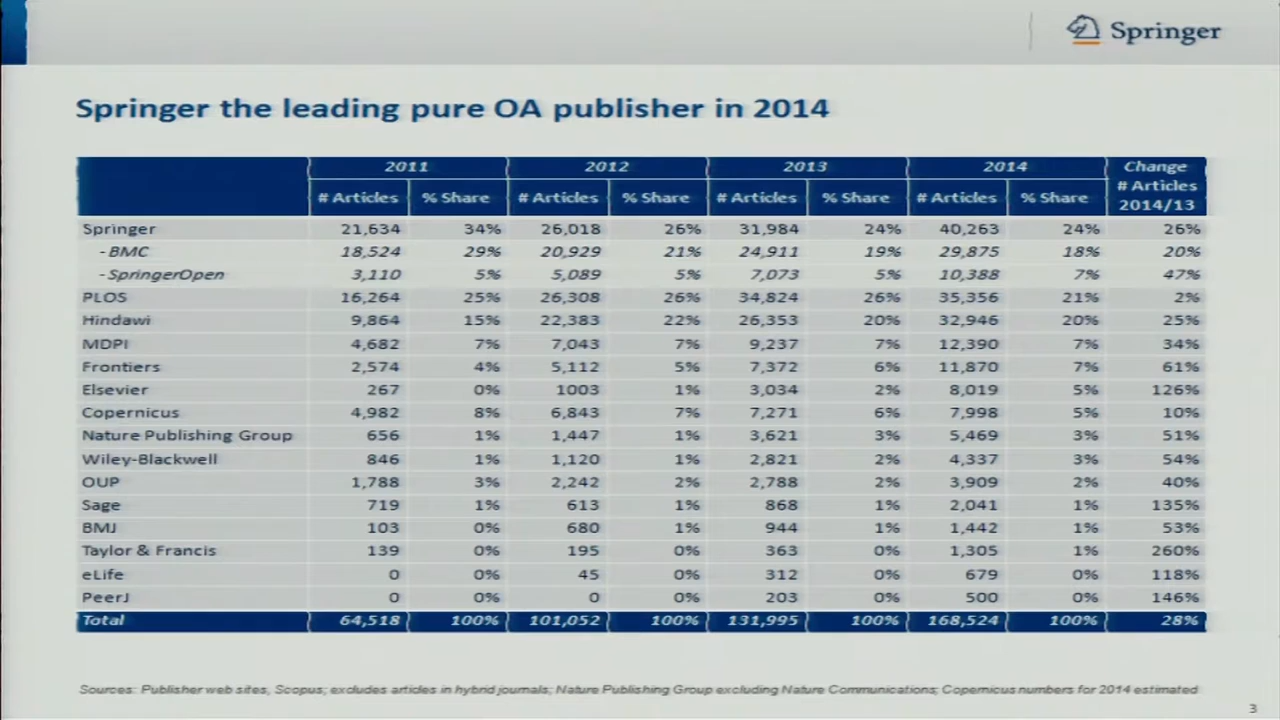 Springer
Springer the leading pure OA publisher in 2014
2011 2012 2013 2014 Change
# Articles % Share # Articles % Share # Articles % Share # Articles % Share # Articles 2014/13
Springer 21,634 34% 26,018 26% 31,984 24% 40,263 24% 26%
- BMC 18,524 29% 20,929 21% 24,911 19% 29,875 18% 20%
- SpringerOpen 3,110 5% 5,089 5% 7,073 5% 10,388 7% 47%
PLOS 16,264 25% 26,308 26% 34,824 26% 35,356 21% 2%
Hindawi 9,864 15% 22,383 22% 26,353 20% 32,946 20% 25%
MDPI 4,682 7% 7,043 7% 9,237 7% 12,390 7% 34%
Frontiers 2,574 4% 5,112 5% 7,372 6% 11,870 7% 61%
Elsevier 267 0% 1003 1% 3,034 2% 8,019 5% 126%
Copernicus 4,982 8% 6,843 7% 7,271 6% 7,998 5% 10%
Nature Publishing Group 656 1% 1,447 1% 3,621 3% 5,469 3% 51%
Wiley-Blackwell 846 1% 1,120 1% 2,821 2% 4,337 3% 54%
OUP 1,788 3% 2,242 2% 2,788 2% 3,909 2% 40%
Sage 719 1% 613 1% 868 1% 2,041 1% 135%
BMJ 103 0% 680 1% 944 1% 1,442 1% 53%
Taylor & Francis 139 0% 195 0% 363 0% 1,305 1% 260%
eLife 0 0% 45 0% 312 0% 679 0% 118%
PeerJ 0 0% 0 0% 203 0% 500 0% 146%
Total 64,518 100% 101,052 100% 131,995 100% 168,524 100% 28%
Sources: Publisher web sites, Scopus; excludes articles in hybrid journals; Nature Publishing Group excluding Nature Communications; Copernicus numbers for 2014 estimated
3